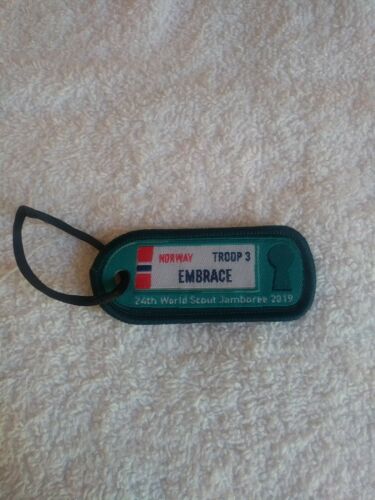 NORWAY TROOP 3
EMBRACE
24th World Scout Jamboree 2019